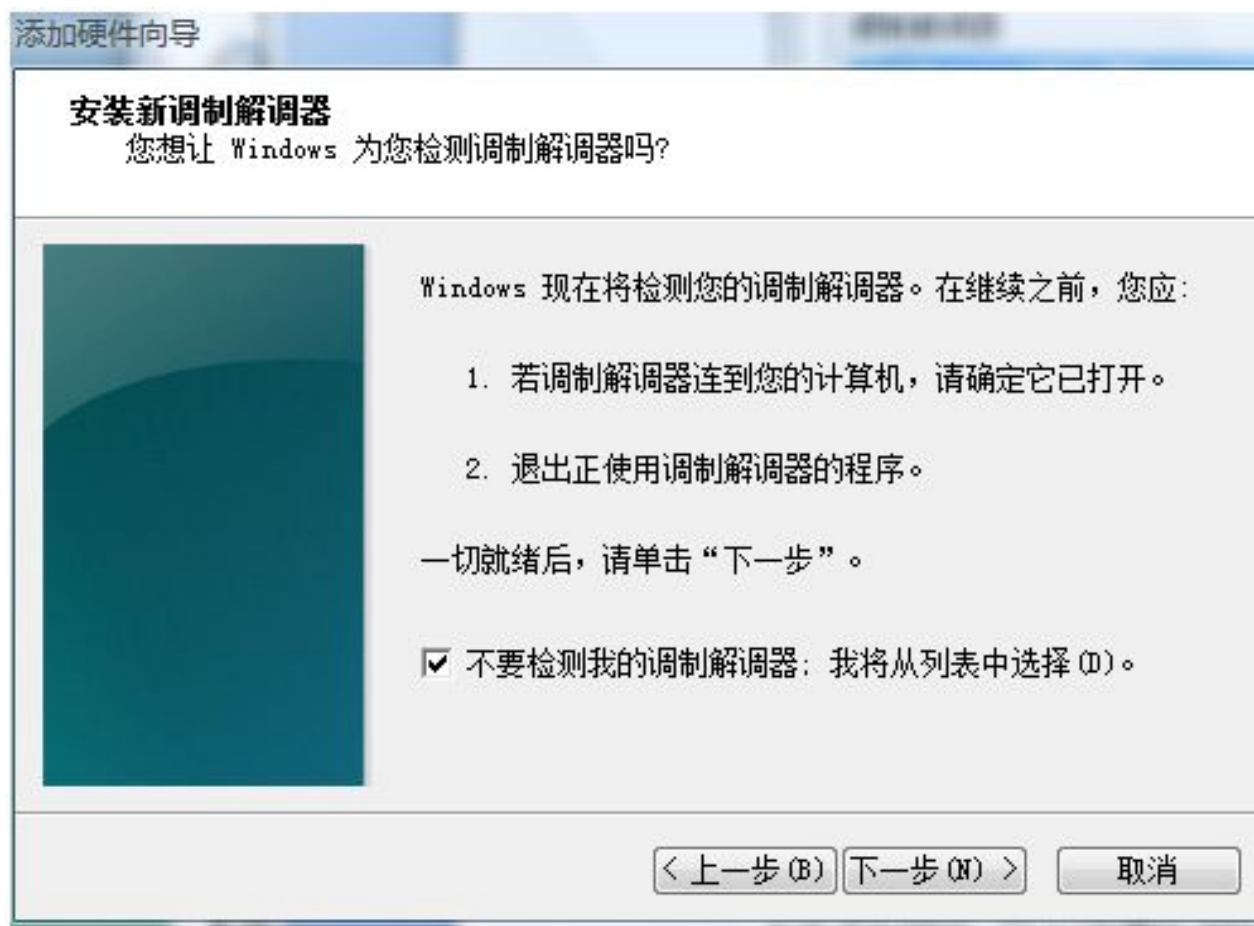 添加硬件向导
安装新调制解调器
您想让 Windows 为您检测调制解调器吗?
Windows 现在将检测您的调制解调器。在继续之前，您应:
1. 若调制解调器连到您的计算机，请确定它已打开。
2. 退出正使用调制解调器的程序。
一切就绪后，请单击“下一步”。
不要检测我的调制解调器; 我将从列表中选择(D)。
< 上一步(B) 下一步(N) > 取消